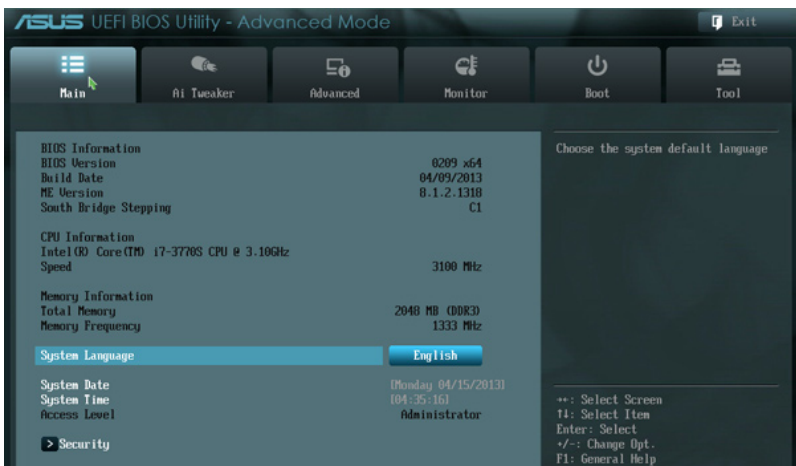 ASUS UEFI BIOS Utility - Advanced Mode
Exit
Main Ai Tweaker Advanced Monitor Boot Tool
BIOS Information
BIOS Version 0209 x64
Build Date 04/09/2013
ME Version 8.1.2.1318
South Bridge Stepping C1
CPU Information
Intel(R) Core(TM) i7-3770S CPU @ 3.10GHz
Speed 3100 MHz
Memory Information
Total Memory 2048 MB (DDR3)
Memory Frequency 1333 MHz
System Language English
System Date [Monday 04/15/2013]
System Time [04:35:16]
Access Level Administrator
> Security
Choose the system default language
→←: Select Screen
↑↓: Select Item
Enter: Select
+/-: Change Opt.
F1: General Help